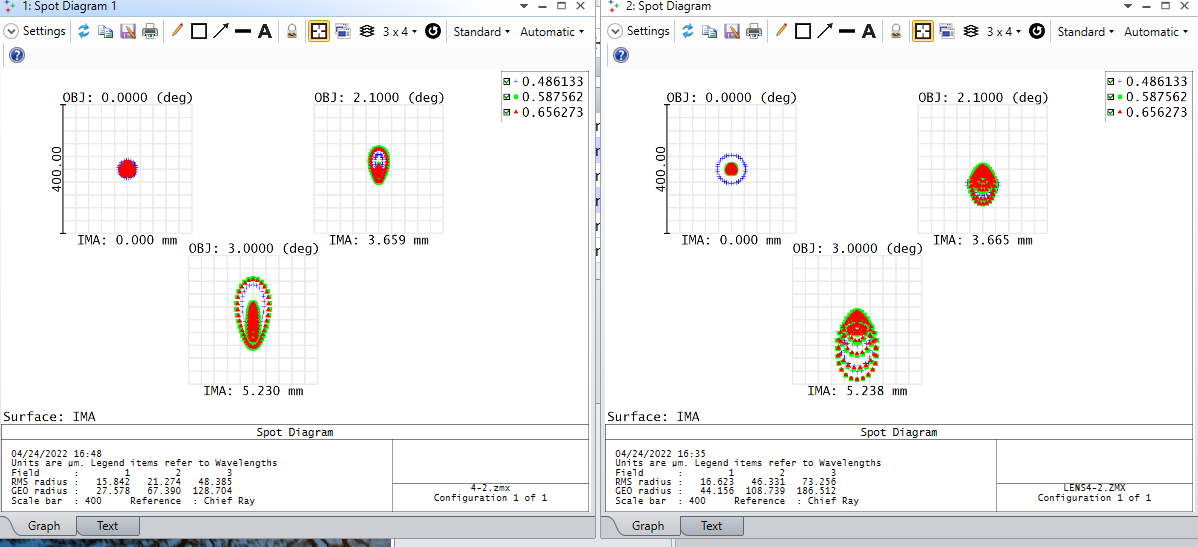 1: Spot Diagram 1
Settings
A
3 x 4
Standard
Automatic
?
0.486133
0.587562
0.656273
OBJ: 0.0000 (deg)
OBJ: 2.1000 (deg)
400.00
IMA: 0.000 mm
IMA: 3.659 mm
OBJ: 3.0000 (deg)
IMA: 5.230 mm
Surface: IMA
Spot Diagram
04/24/2022 16:48
Units are µm. Legend items refer to Wavelengths
Field : 1 2 3
RMS radius : 15.842 21.274 48.385
GEO radius : 27.578 67.390 128.704
Scale bar : 400 Reference : Chief Ray
4-2.zmx
Configuration 1 of 1
Graph
Text
2: Spot Diagram
Settings
A
3 x 4
Standard
Automatic
?
0.486133
0.587562
0.656273
OBJ: 0.0000 (deg)
OBJ: 2.1000 (deg)
400.00
IMA: 0.000 mm
IMA: 3.665 mm
OBJ: 3.0000 (deg)
IMA: 5.238 mm
Surface: IMA
Spot Diagram
04/24/2022 16:35
Units are µm. Legend items refer to Wavelengths
Field : 1 2 3
RMS radius : 16.623 46.331 73.256
GEO radius : 44.156 108.739 186.512
Scale bar : 400 Reference : Chief Ray
LENS4-2.ZMX
Configuration 1 of 1
Graph
Text